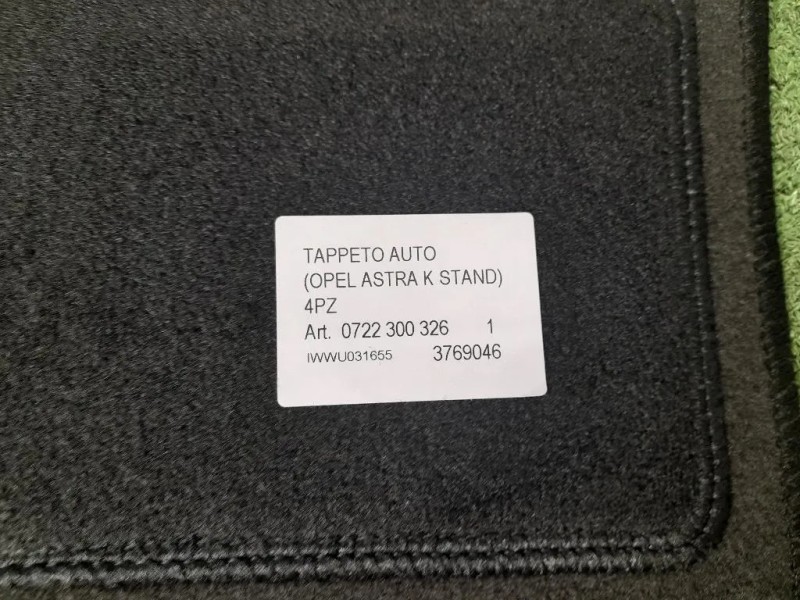 TAPPETO AUTO
(OPEL ASTRA K STAND)
4PZ
Art. 0722 300 326 1
IWWU031655 3769046